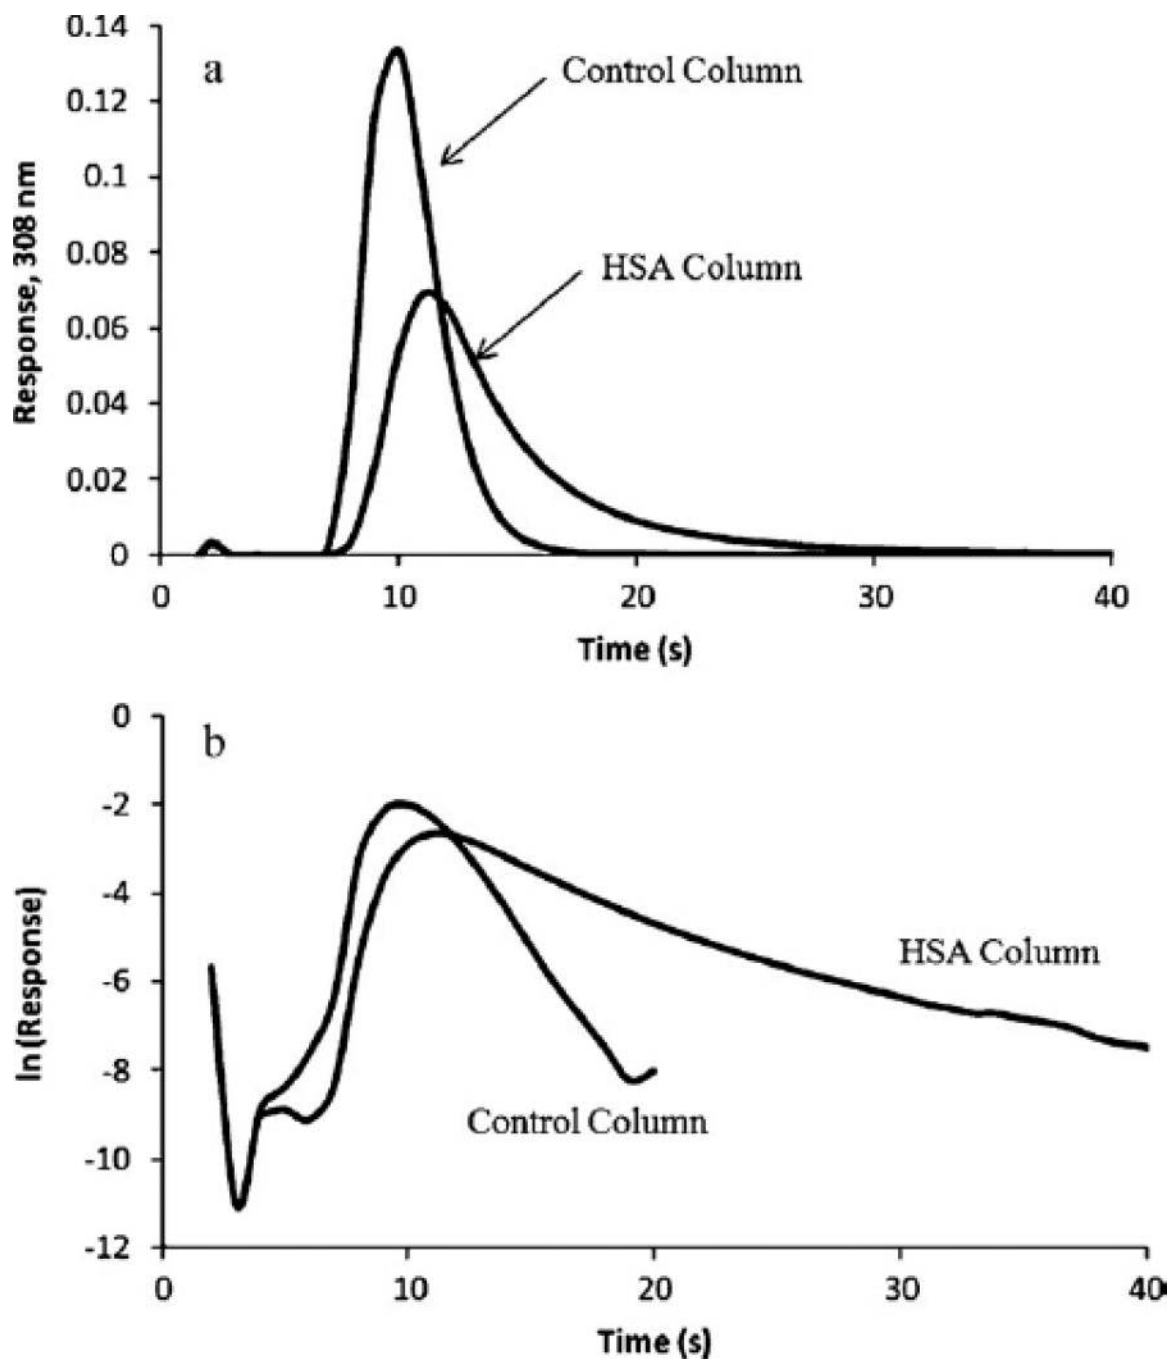 0.14
a
Control Column
0.12
0.1
HSA Column
0.08
0.06
0.04
0.02
0
Response, 308 nm
0 10 20 30 40
Time (s)
0
b
-2
-4
HSA Column
-6
-8
Control Column
-10
-12
ln (Response)
0 10 20 30 40
Time (s)